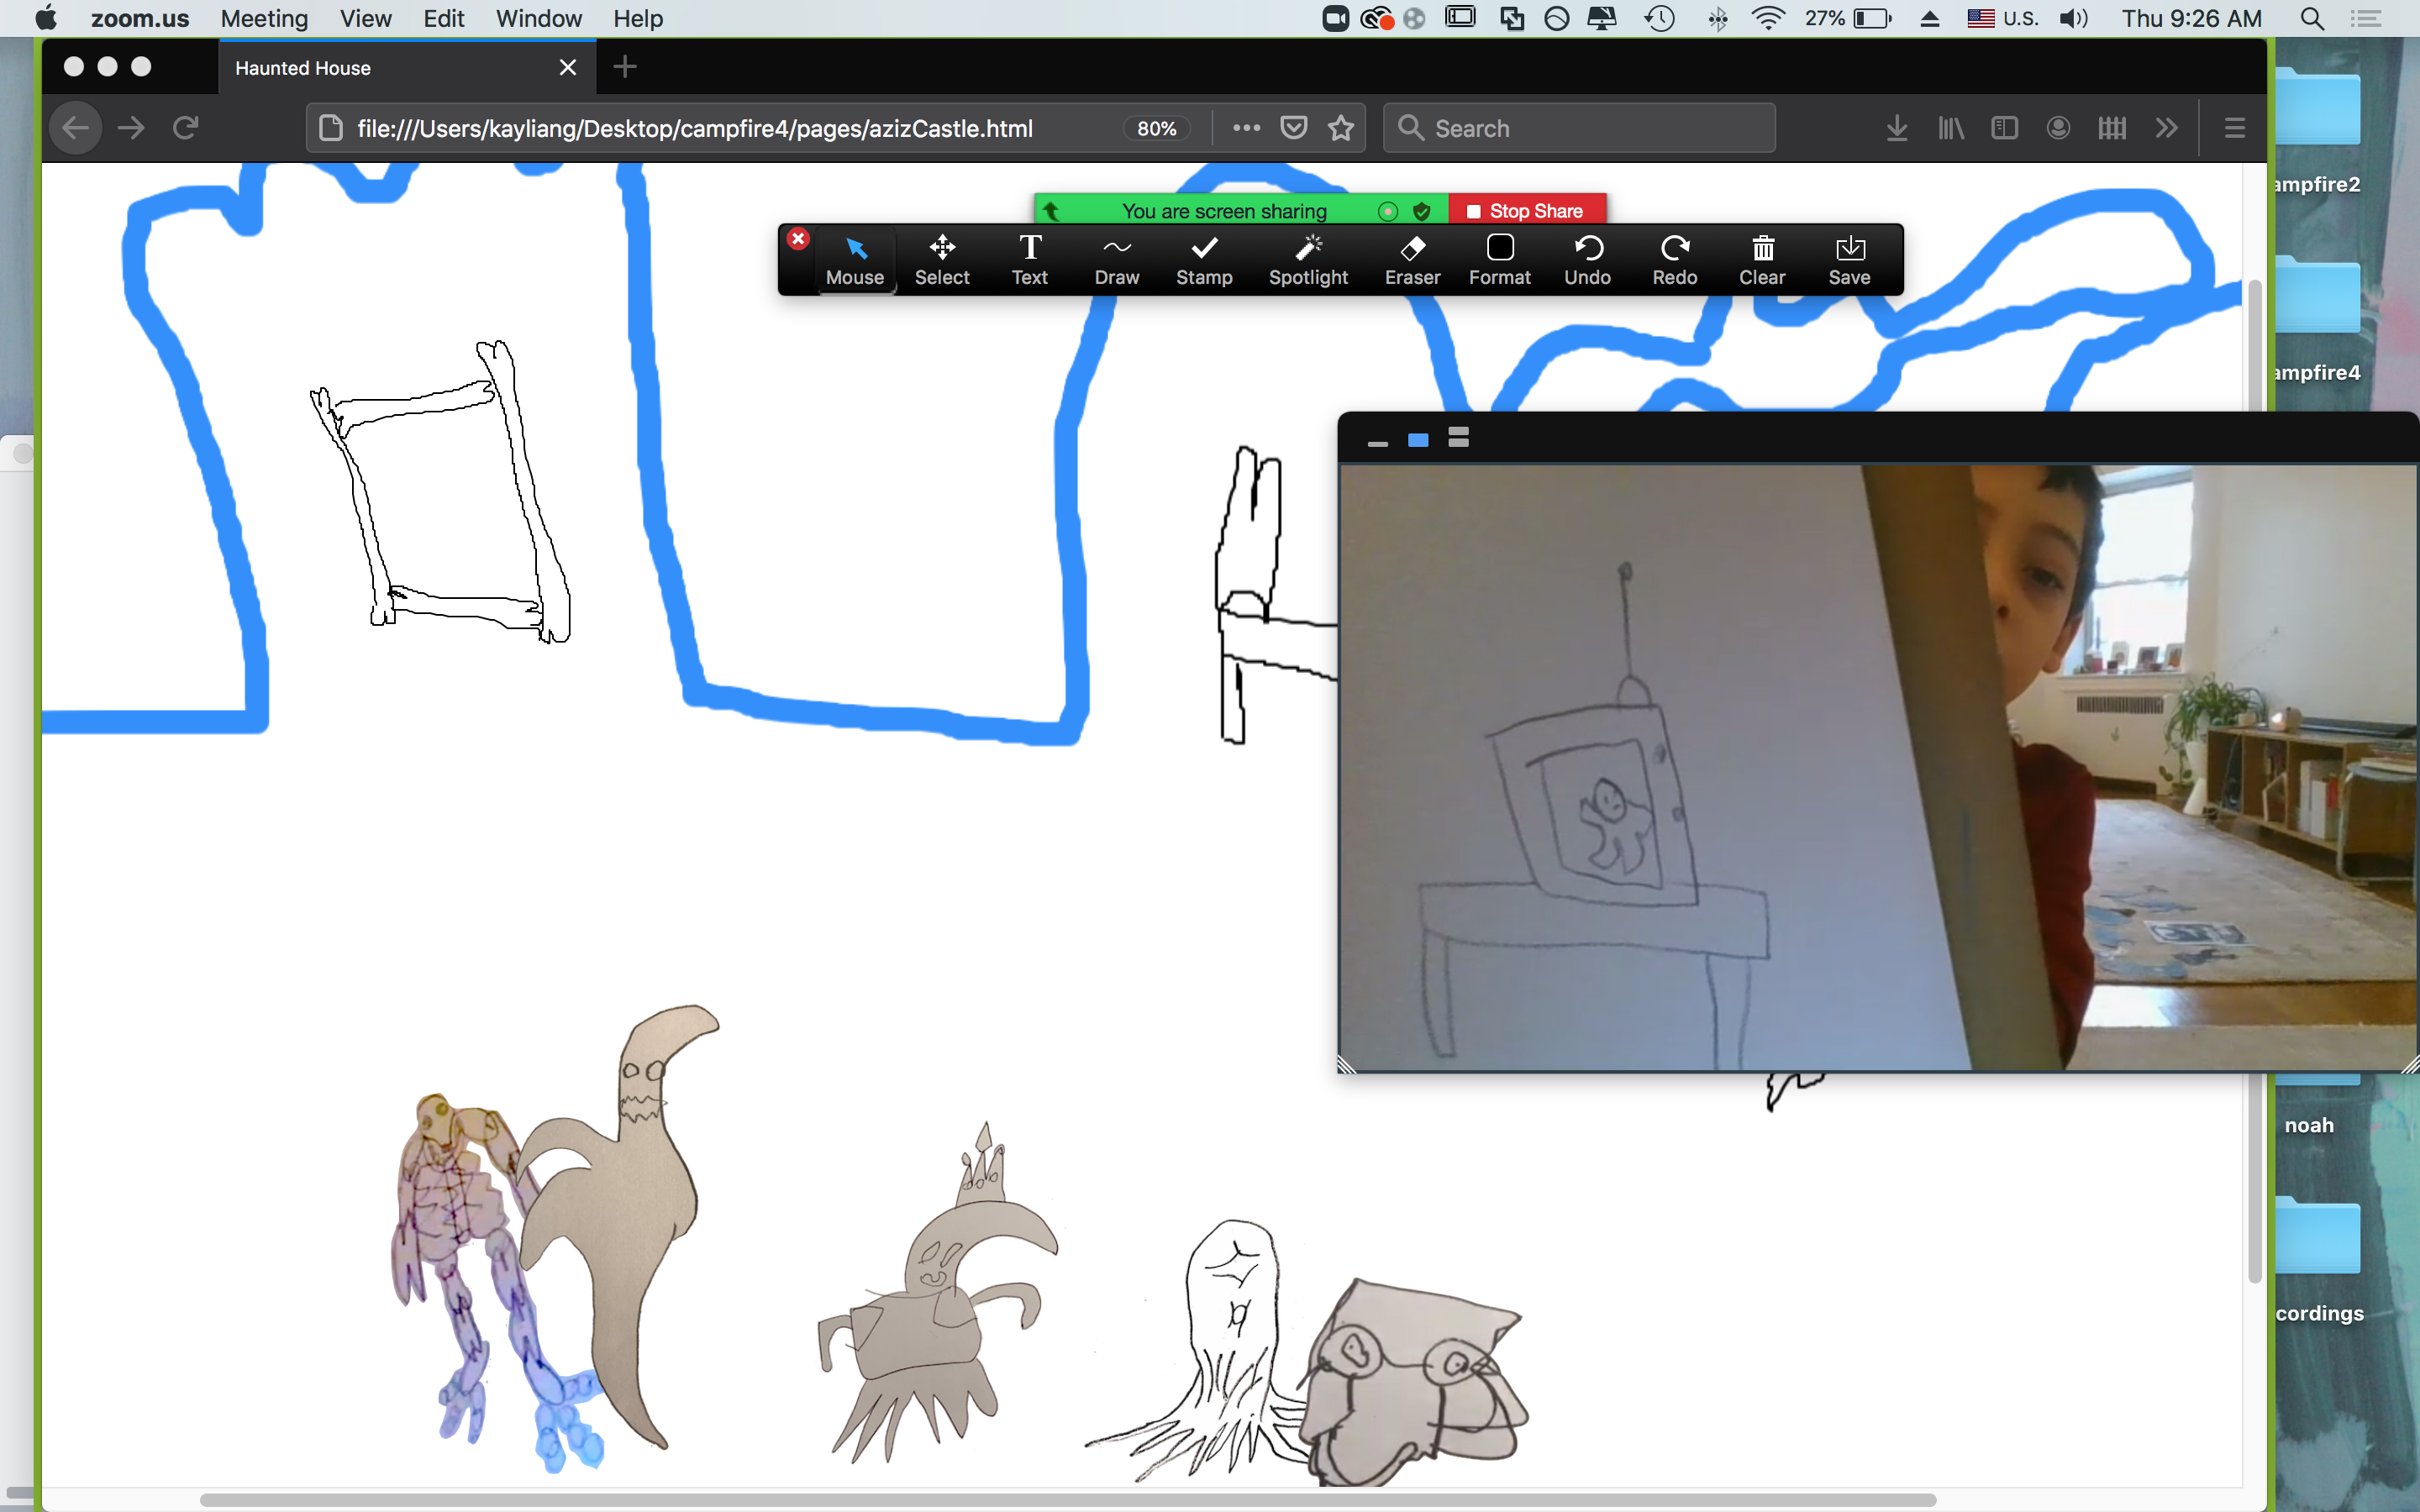 zoom.us Meeting View Edit Window Help 27% U.S. Thu 9:26 AM
Haunted House
file:///Users/kayliang/Desktop/campfire4/pages/azizCastle.html 80% Search
You are screen sharing Stop Share
Mouse Select Text Draw Stamp Spotlight Eraser Format Undo Redo Clear Save
ampfire2
ampfire4
noah
cordings